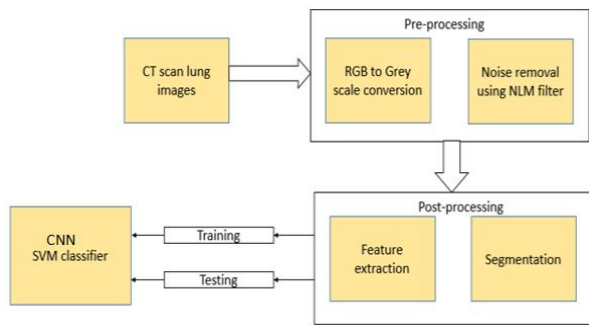 Pre-processing
CT scan lung
images
RGB to Grey
scale conversion
Noise removal
using NLM filter
Post-processing
CNN
SVM classifier
Training
Testing
Feature
extraction
Segmentation